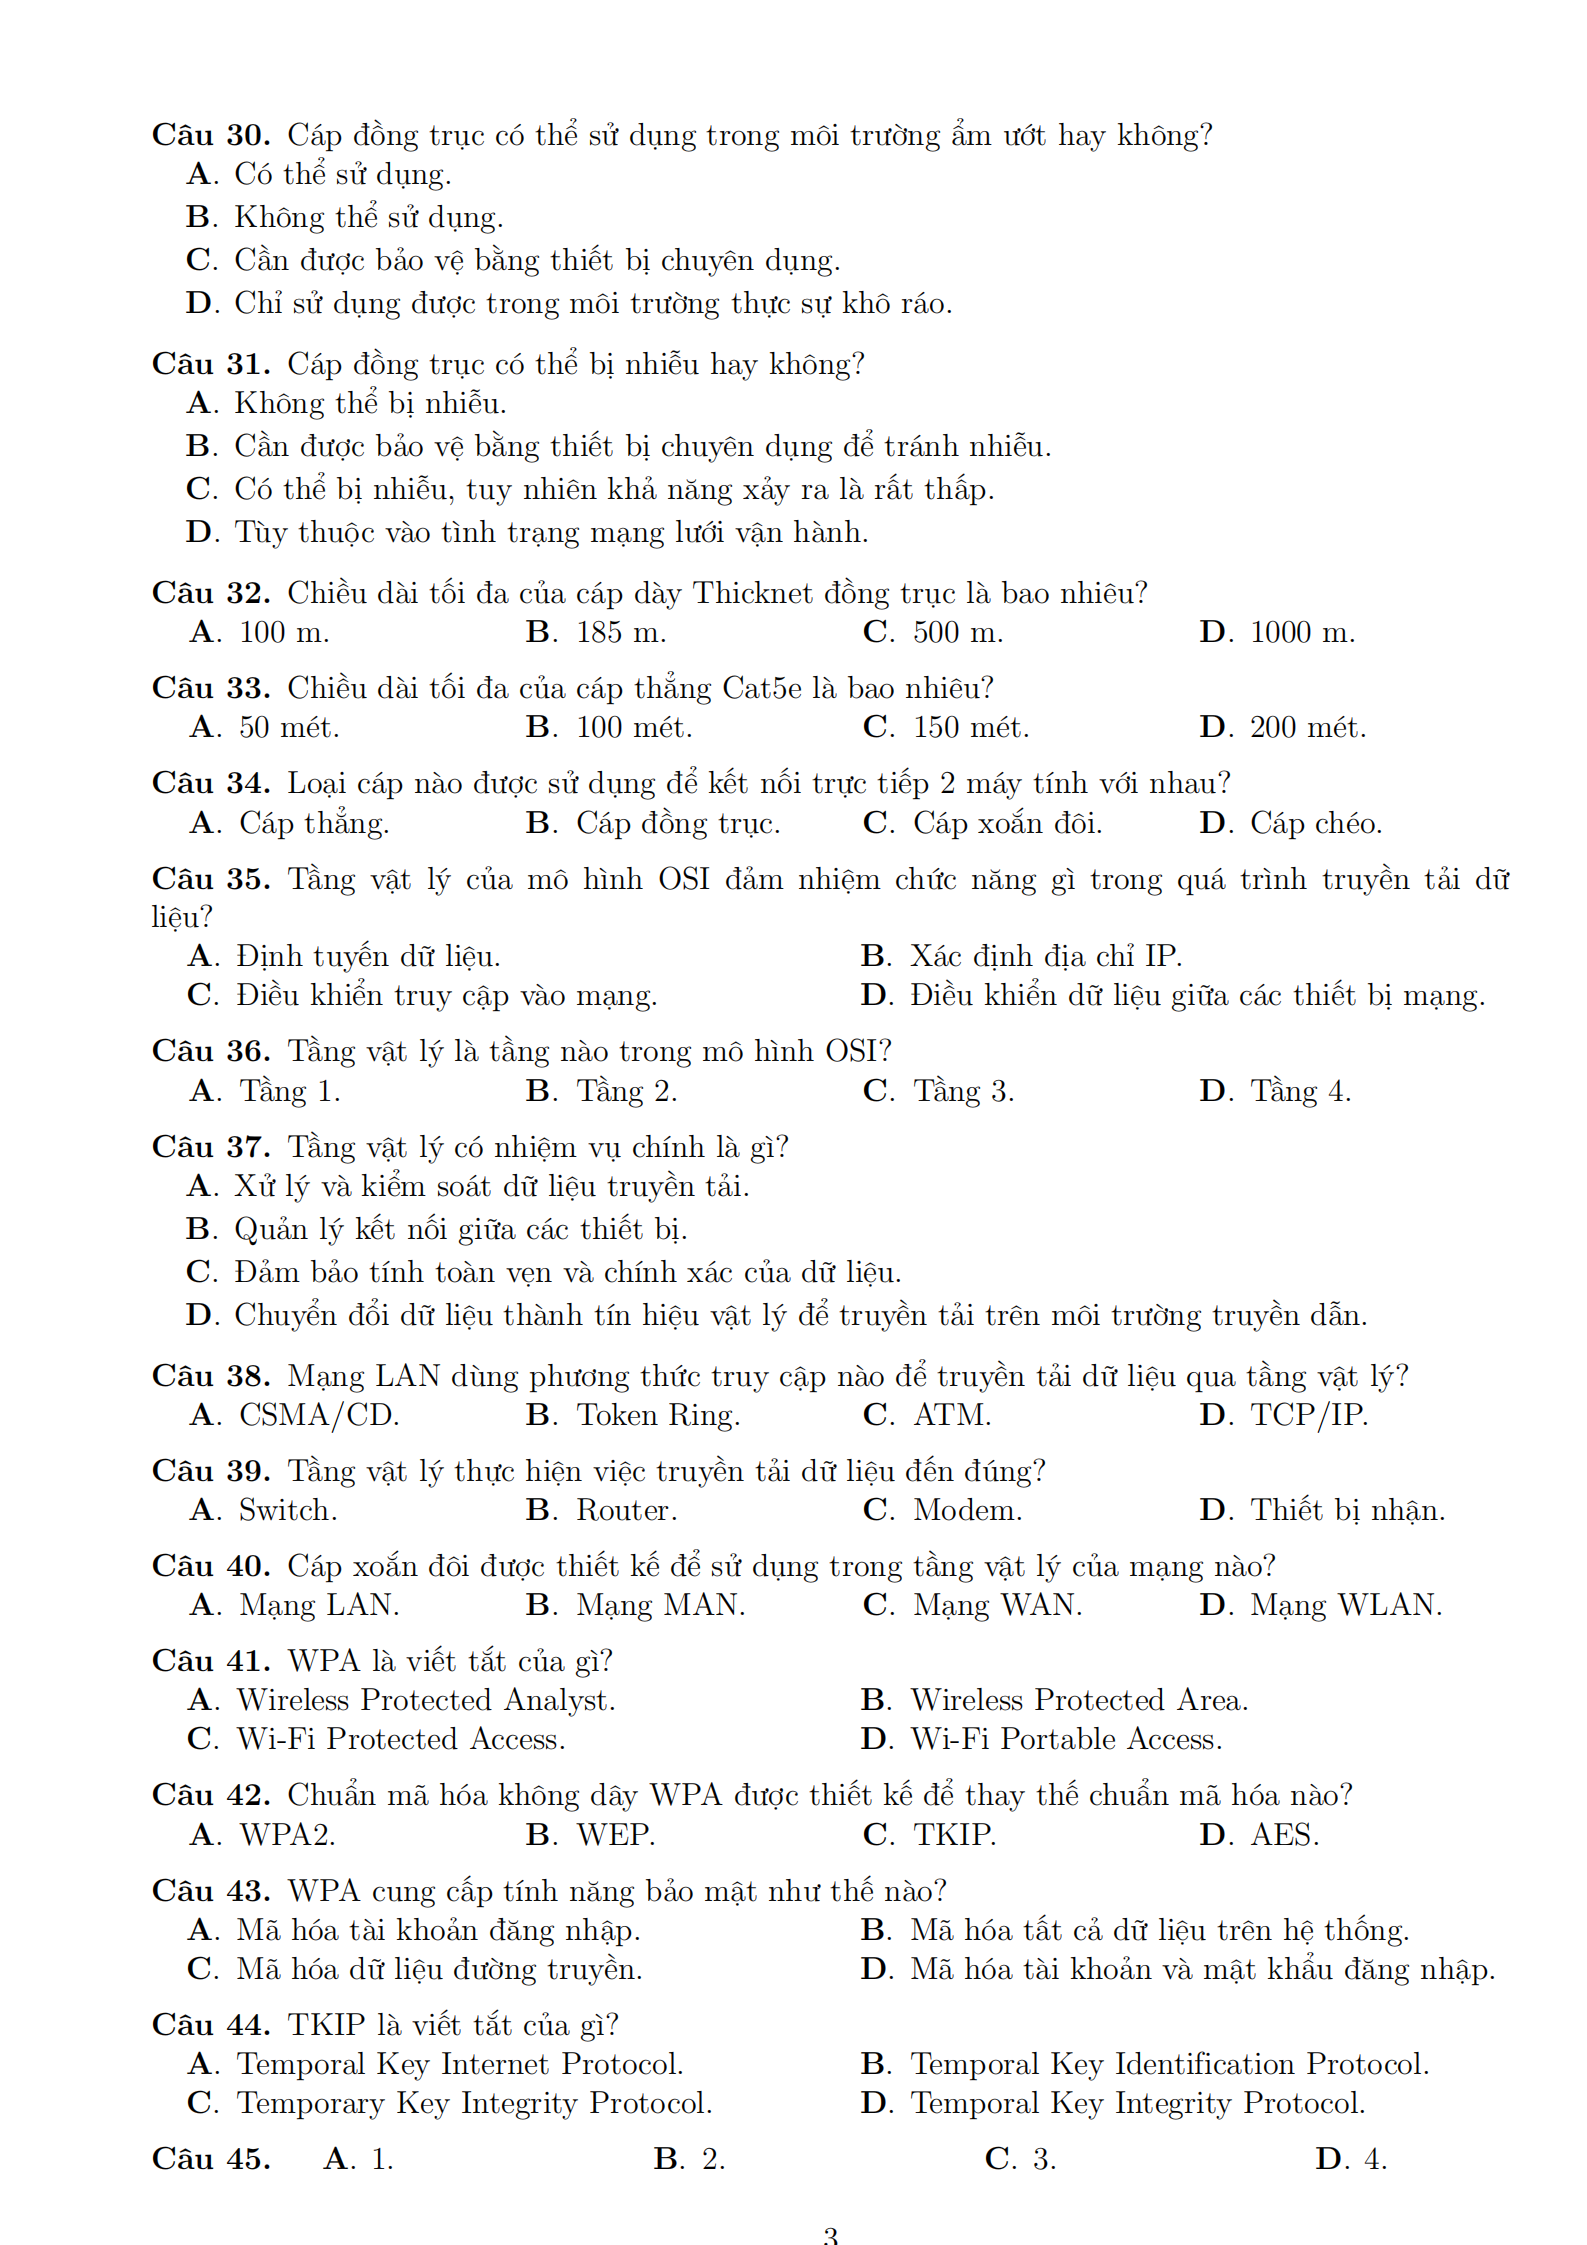 Câu 30. Cáp đồng trục có thể sử dụng trong môi trường ẩm ướt hay không?
A. Có thể sử dụng.
B. Không thể sử dụng.
C. Cần được bảo vệ bằng thiết bị chuyên dụng.
D. Chỉ sử dụng được trong môi trường thực sự khô ráo.
Câu 31. Cáp đồng trục có thể bị nhiễu hay không?
A. Không thể bị nhiễu.
B. Cần được bảo vệ bằng thiết bị chuyên dụng để tránh nhiễu.
C. Có thể bị nhiễu, tuy nhiên khả năng xảy ra là rất thấp.
D. Tùy thuộc vào tình trạng mạng lưới vận hành.
Câu 32. Chiều dài tối đa của cáp dày Thicknet đồng trục là bao nhiêu?
A. 100 m. B. 185 m. C. 500 m. D. 1000 m.
Câu 33. Chiều dài tối đa của cáp thẳng Cat5e là bao nhiêu?
A. 50 mét. B. 100 mét. C. 150 mét. D. 200 mét.
Câu 34. Loại cáp nào được sử dụng để kết nối trực tiếp 2 máy tính với nhau?
A. Cáp thẳng. B. Cáp đồng trục. C. Cáp xoắn đôi. D. Cáp chéo.
Câu 35. Tầng vật lý của mô hình OSI đảm nhiệm chức năng gì trong quá trình truyền tải dữ
liệu?
A. Định tuyến dữ liệu. B. Xác định địa chỉ IP.
C. Điều khiển truy cập vào mạng. D. Điều khiển dữ liệu giữa các thiết bị mạng.
Câu 36. Tầng vật lý là tầng nào trong mô hình OSI?
A. Tầng 1. B. Tầng 2. C. Tầng 3. D. Tầng 4.
Câu 37. Tầng vật lý có nhiệm vụ chính là gì?
A. Xử lý và kiểm soát dữ liệu truyền tải.
B. Quản lý kết nối giữa các thiết bị.
C. Đảm bảo tính toàn vẹn và chính xác của dữ liệu.
D. Chuyển đổi dữ liệu thành tín hiệu vật lý để truyền tải trên môi trường truyền dẫn.
Câu 38. Mạng LAN dùng phương thức truy cập nào để truyền tải dữ liệu qua tầng vật lý?
A. CSMA/CD. B. Token Ring. C. ATM. D. TCP/IP.
Câu 39. Tầng vật lý thực hiện việc truyền tải dữ liệu đến đúng?
A. Switch. B. Router. C. Modem. D. Thiết bị nhận.
Câu 40. Cáp xoắn đôi được thiết kế để sử dụng trong tầng vật lý của mạng nào?
A. Mạng LAN. B. Mạng MAN. C. Mạng WAN. D. Mạng WLAN.
Câu 41. WPA là viết tắt của gì?
A. Wireless Protected Analyst. B. Wireless Protected Area.
C. Wi-Fi Protected Access. D. Wi-Fi Portable Access.
Câu 42. Chuẩn mã hóa không dây WPA được thiết kế để thay thế chuẩn mã hóa nào?
A. WPA2. B. WEP. C. TKIP. D. AES.
Câu 43. WPA cung cấp tính năng bảo mật như thế nào?
A. Mã hóa tài khoản đăng nhập. B. Mã hóa tất cả dữ liệu trên hệ thống.
C. Mã hóa dữ liệu đường truyền. D. Mã hóa tài khoản và mật khẩu đăng nhập.
Câu 44. TKIP là viết tắt của gì?
A. Temporal Key Internet Protocol. B. Temporal Key Identification Protocol.
C. Temporary Key Integrity Protocol. D. Temporal Key Integrity Protocol.
Câu 45. A. 1. B. 2. C. 3. D. 4.
3